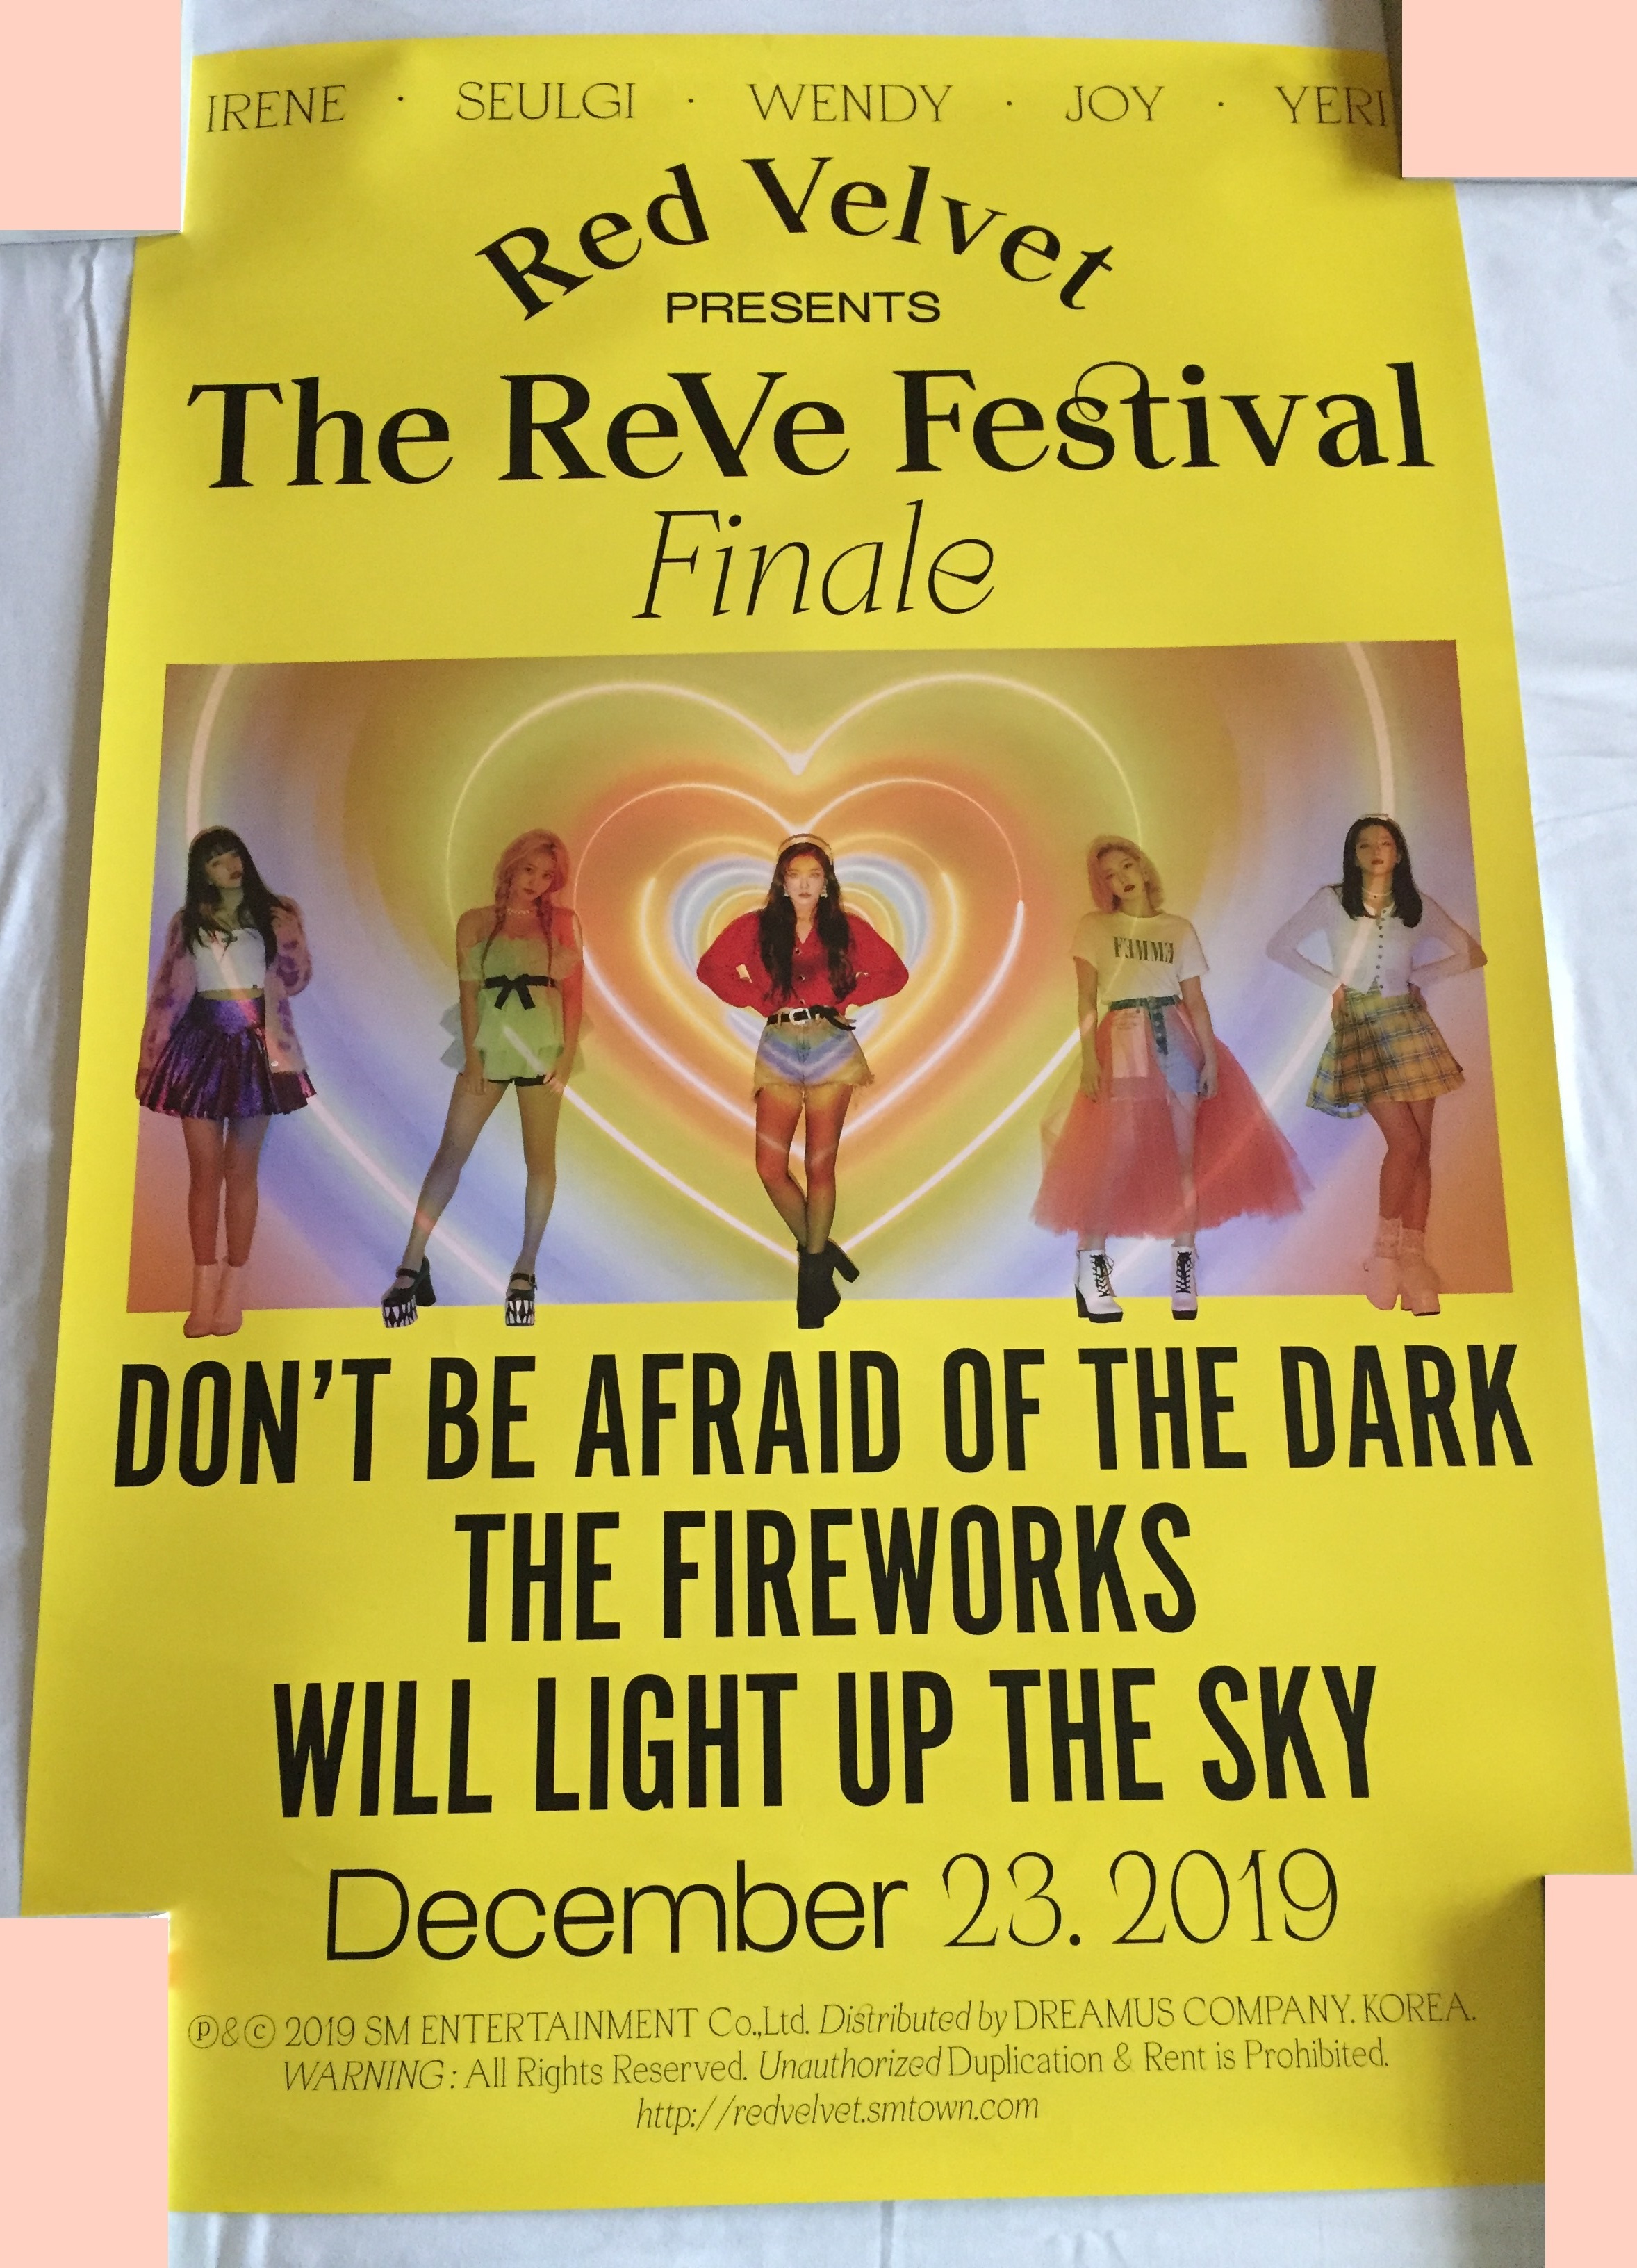 IRENE · SEULGI · WENDY · JOY · YERI
Red Velvet
PRESENTS
The ReVe Festival
Finale
FEMME
DON'T BE AFRAID OF THE DARK
THE FIREWORKS
WILL LIGHT UP THE SKY
December 23. 2019
℗&© 2019 SM ENTERTAINMENT Co.,Ltd. Distributed by DREAMUS COMPANY. KOREA.
WARNING : All Rights Reserved. Unauthorized Duplication & Rent is Prohibited.
http://redvelvet.smtown.com